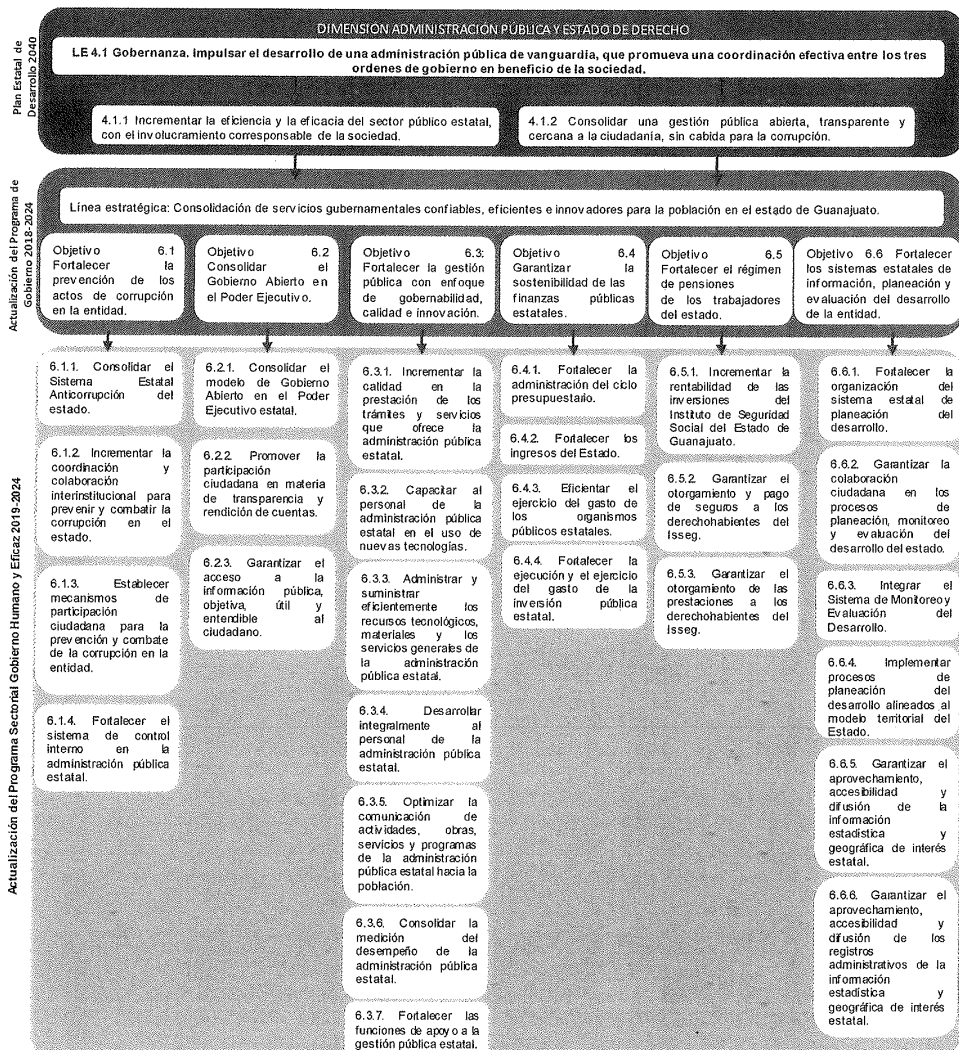 Plan Estatal de
Desarrollo 2040
DIMENSION ADMINISTRACIÓN PÚBLICA Y ESTADO DE DERECHO
LE 4.1 Gobernanza. Impulsar el desarrollo de una administración pública de vanguardia, que promueva una coordinación efectiva entre los tres
ordenes de gobierno en beneficio de la sociedad.
4.1.1 Incrementar la eficiencia y la eficacia del sector público estatal,
con el involucramiento corresponsable de la sociedad.
4.1.2 Consolidar una gestión pública abierta, transparente y
cercana a la ciudadanía, sin cabida para la corrupción.
Actualización del Programa de
Gobierno 2018-2024
Línea estratégica: Consolidación de servicios gubernamentales confiables, eficientes e innovadores para la población en el estado de Guanajuato.
Objetivo 6.1
Fortalecer la
prevención de los
actos de corrupción
en la entidad.
Objetivo 6.2
Consolidar el
Gobierno Abierto en
el Poder Ejecutivo.
Objetivo 6.3:
Fortalecer la gestión
pública con enfoque
de gobernabilidad,
calidad e innovación.
Objetivo 6.4
Garantizar la
sostenibilidad de las
finanzas públicas
estatales.
Objetivo 6.5
Fortalecer el régimen
de pensiones
de los trabajadores
del estado.
Objetivo 6.6 Fortalecer
los sistemas estatales de
información, planeación y
evaluación del desarrollo
de la entidad.
Actualización del Programa Sectorial Gobierno Humano y Eficaz 2019-2024
6.1.1. Consolidar el
Sistema Estatal
Anticorrupción del
estado.
6.1.2. Incrementar la
coordinación y
colaboración
interinstitucional para
prevenir y combatir la
corrupción en el
estado.
6.1.3. Establecer
mecanismos de
participación
ciudadana para la
prevención y combate
de la corrupción en la
entidad.
6.1.4. Fortalecer el
sistema de control
interno en la
administración pública
estatal.
6.2.1. Consolidar el
modelo de Gobierno
Abierto en el Poder
Ejecutivo estatal.
6.2.2. Promover la
participación
ciudadana en materia
de transparencia y
rendición de cuentas.
6.2.3. Garantizar el
acceso a la
información pública,
objetiva, útil y
entendible al
ciudadano.
6.3.1. Incrementar la
calidad en la
prestación de los
trámites y servicios
que ofrece la
administración pública
estatal.
6.3.2. Capacitar al
personal de la
administración pública
estatal en el uso de
nuevas tecnologías.
6.3.3. Administrar y
suministrar
eficientemente los
recursos tecnológicos,
materiales y los
servicios generales de
la administración
pública estatal.
6.3.4. Desarrollar
integralmente al
personal de la
administración pública
estatal.
6.3.5. Optimizar la
comunicación de
actividades, obras,
servicios y programas
de la administración
pública estatal hacia la
población.
6.3.6. Consolidar la
medición del
desempeño de la
administración pública
estatal.
6.3.7. Fortalecer las
funciones de apoyo a la
gestión pública estatal.
6.4.1. Fortalecer la
administración del ciclo
presupuestario.
6.4.2. Fortalecer los
ingresos del Estado.
6.4.3. Eficientar el
ejercicio del gasto de
los organismos
públicos estatales.
6.4.4. Fortalecer la
ejecución y el ejercicio
del gasto de la
inversión pública
estatal.
6.5.1. Incrementar la
rentabilidad de las
inversiones del
Instituto de Seguridad
Social del Estado de
Guanajuato.
6.5.2. Garantizar el
otorgamiento y pago
de seguros a los
derechohabientes del
Isseg.
6.5.3. Garantizar el
otorgamiento de las
prestaciones a los
derechohabientes del
Isseg.
6.6.1. Fortalecer la
organización del
sistema estatal de
planeación del
desarrollo.
6.6.2. Garantizar la
colaboración
ciudadana en los
procesos de
planeación, monitoreo
y evaluación del
desarrollo del estado.
6.6.3. Integrar el
Sistema de Monitoreo y
Evaluación del
Desarrollo.
6.6.4. Implementar
procesos de
planeación del
desarrollo alineados al
modelo territorial del
Estado.
6.6.5. Garantizar el
aprovechamiento,
accesibilidad y
difusión de la
información
estadística y
geográfica de interés
estatal.
6.6.6. Garantizar el
aprovechamiento,
accesibilidad y
difusión de los
registros
administrativos de la
información
estadística y
geográfica de interés
estatal.